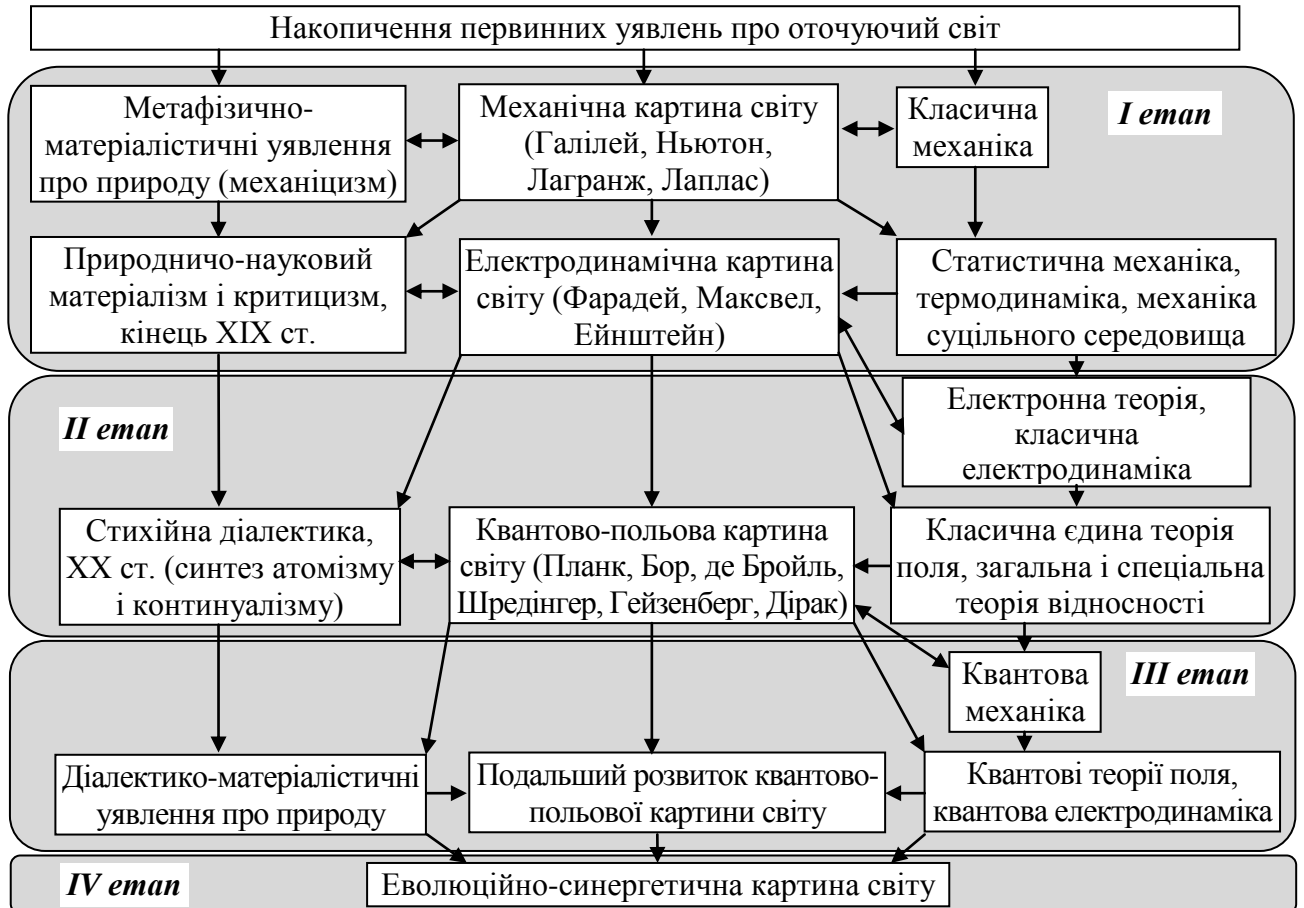 Накопичення первинних уявлень про оточуючий світ
Метафізично-
матеріалістичні уявлення
про природу (механіцизм)
Механічна картина світу
(Галілей, Ньютон,
Лагранж, Лаплас)
Класична
механіка
I етап
Природничо-науковий
матеріалізм і критицизм,
кінець XIX ст.
Електродинамічна картина
світу (Фарадей, Максвел,
Ейнштейн)
Статистична механіка,
термодинаміка, механіка
суцільного середовища
II етап
Електронна теорія,
класична
електродинаміка
Стихійна діалектика,
XX ст. (синтез атомізму
і континуалізму)
Квантово-польова картина
світу (Планк, Бор, де Бройль,
Шредінгер, Гейзенберг, Дірак)
Класична єдина теорія
поля, загальна і спеціальна
теорія відносності
Квантова
механіка
III етап
Діалектико-матеріалістичні
уявлення про природу
Подальший розвиток квантово-
польової картини світу
Квантові теорії поля,
квантова електродинаміка
IV етап
Еволюційно-синергетична картина світу